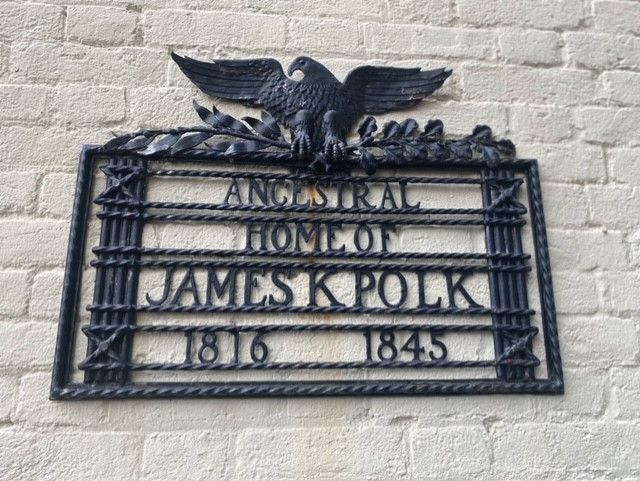 ANCESTRAL
HOME OF
JAMES K POLK
1816 1845